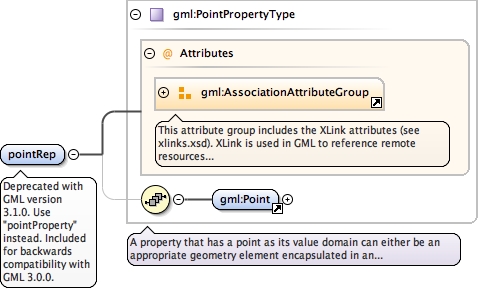 gml:PointPropertyType
@ Attributes
gml:AssociationAttributeGroup
This attribute group includes the XLink attributes (see
xlinks.xsd). XLink is used in GML to reference remote
resources...
pointRep
Deprecated with
GML version
3.1.0. Use
"pointProperty"
instead. Included
for backwards
compatibility with
GML 3.0.0.
gml:Point
A property that has a point as its value domain can either be an
appropriate geometry element encapsulated in an...